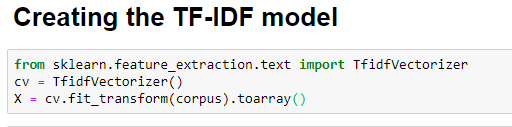 Creating the TF-IDF model
from sklearn.feature_extraction.text import TfidfVectorizer
cv = TfidfVectorizer()
X = cv.fit_transform(corpus).toarray()